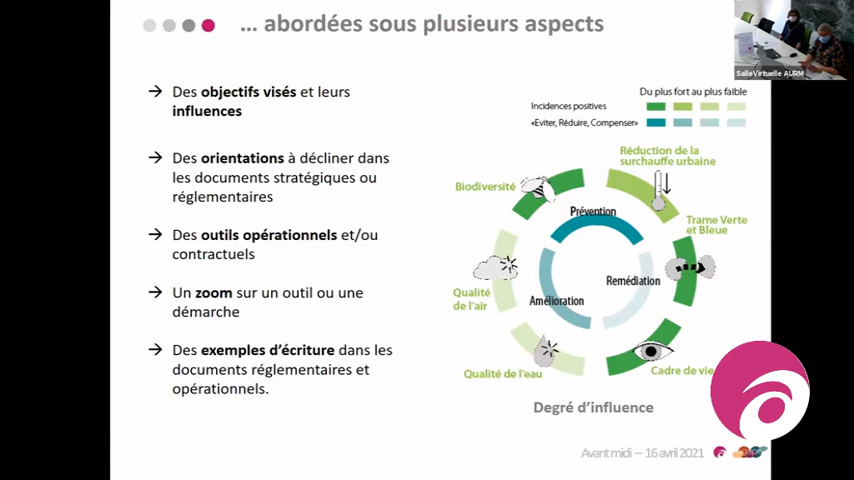 … abordées sous plusieurs aspects
SalleVirtuelle AURM
→ Des objectifs visés et leurs
influences
→ Des orientations à décliner dans
les documents stratégiques ou
réglementaires
→ Des outils opérationnels et/ou
contractuels
→ Un zoom sur un outil ou une
démarche
→ Des exemples d’écriture dans les
documents réglementaires et
opérationnels.
Du plus fort au plus faible
Incidences positives
«Eviter, Réduire, Compenser»
Réduction de la
surchauffe urbaine
Biodiversité
Prévention
Trame Verte
et Bleue
Remédiation
Qualité
de l'air
Amélioration
Qualité de l'eau
Cadre de vie
Degré d’influence
Avant midi – 16 avril 2021